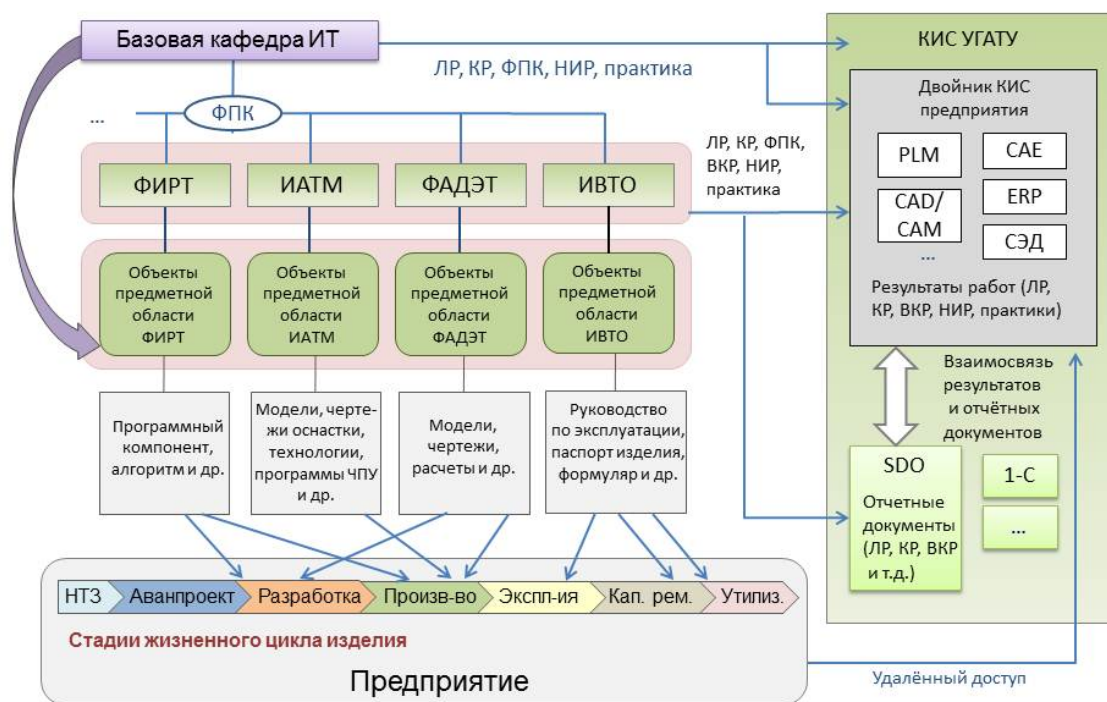 Базовая кафедра ИТ
ЛР, КР, ФПК, НИР, практика
ФПК
...
ФИРТ
ИАТМ
ФАДЭТ
ИВТО
ЛР, КР, ФПК,
ВКР, НИР,
практика
Объекты
предметной
области
ФИРТ
Объекты
предметной
области
ИАТМ
Объекты
предметной
области
ФАДЭТ
Объекты
предметной
области
ИВТО
Программный
компонент,
алгоритм и др.
Модели, черте-
жи оснастки,
технологии,
программы ЧПУ
и др.
Модели,
чертежи,
расчеты и др.
Руководство
по эксплуатации,
паспорт изделия,
формуляр и др.
НТЗ
Аванпроект
Разработка
Произв-во
Экспл-ия
Кап. рем.
Утилиз.
Стадии жизненного цикла изделия
Предприятие
КИС УГАТУ
Двойник КИС
предприятия
PLM
CAE
CAD/
CAM
ERP
...
СЭД
Результаты работ (ЛР,
КР, ВКР, НИР, практики)
Взаимосвязь
результатов
и отчётных
документов
SDO
Отчетные
документы
(ЛР, КР, ВКР
и т.д.)
1-С
...
Удалённый доступ